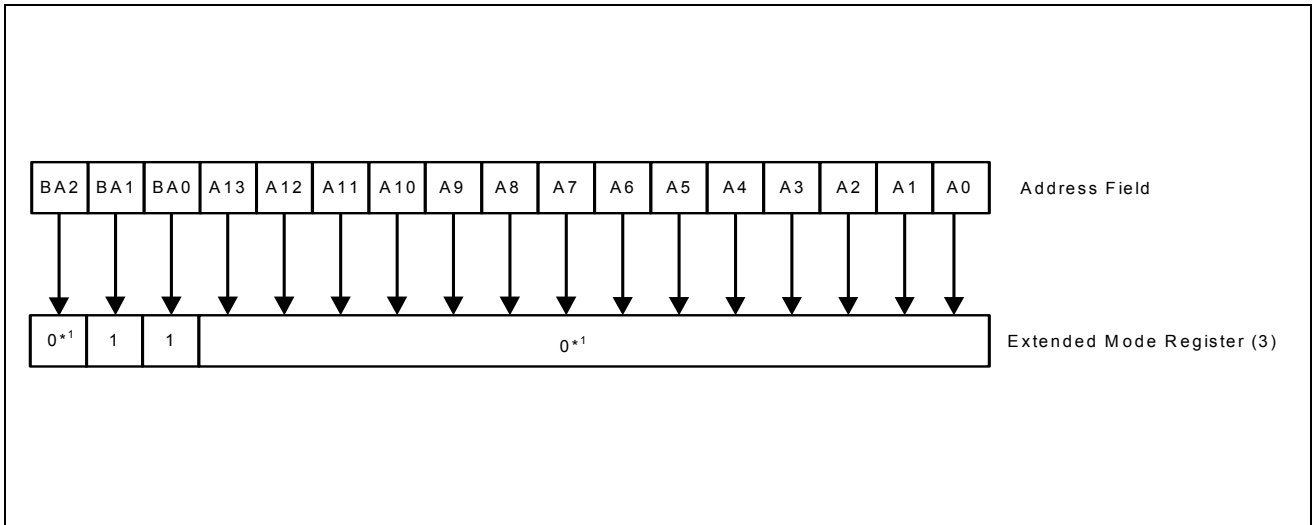 BA2 BA1 BA0 A13 A12 A11 A10 A9 A8 A7 A6 A5 A4 A3 A2 A1 A0 Address Field
0*¹ 1 1 0*¹ Extended Mode Register (3)